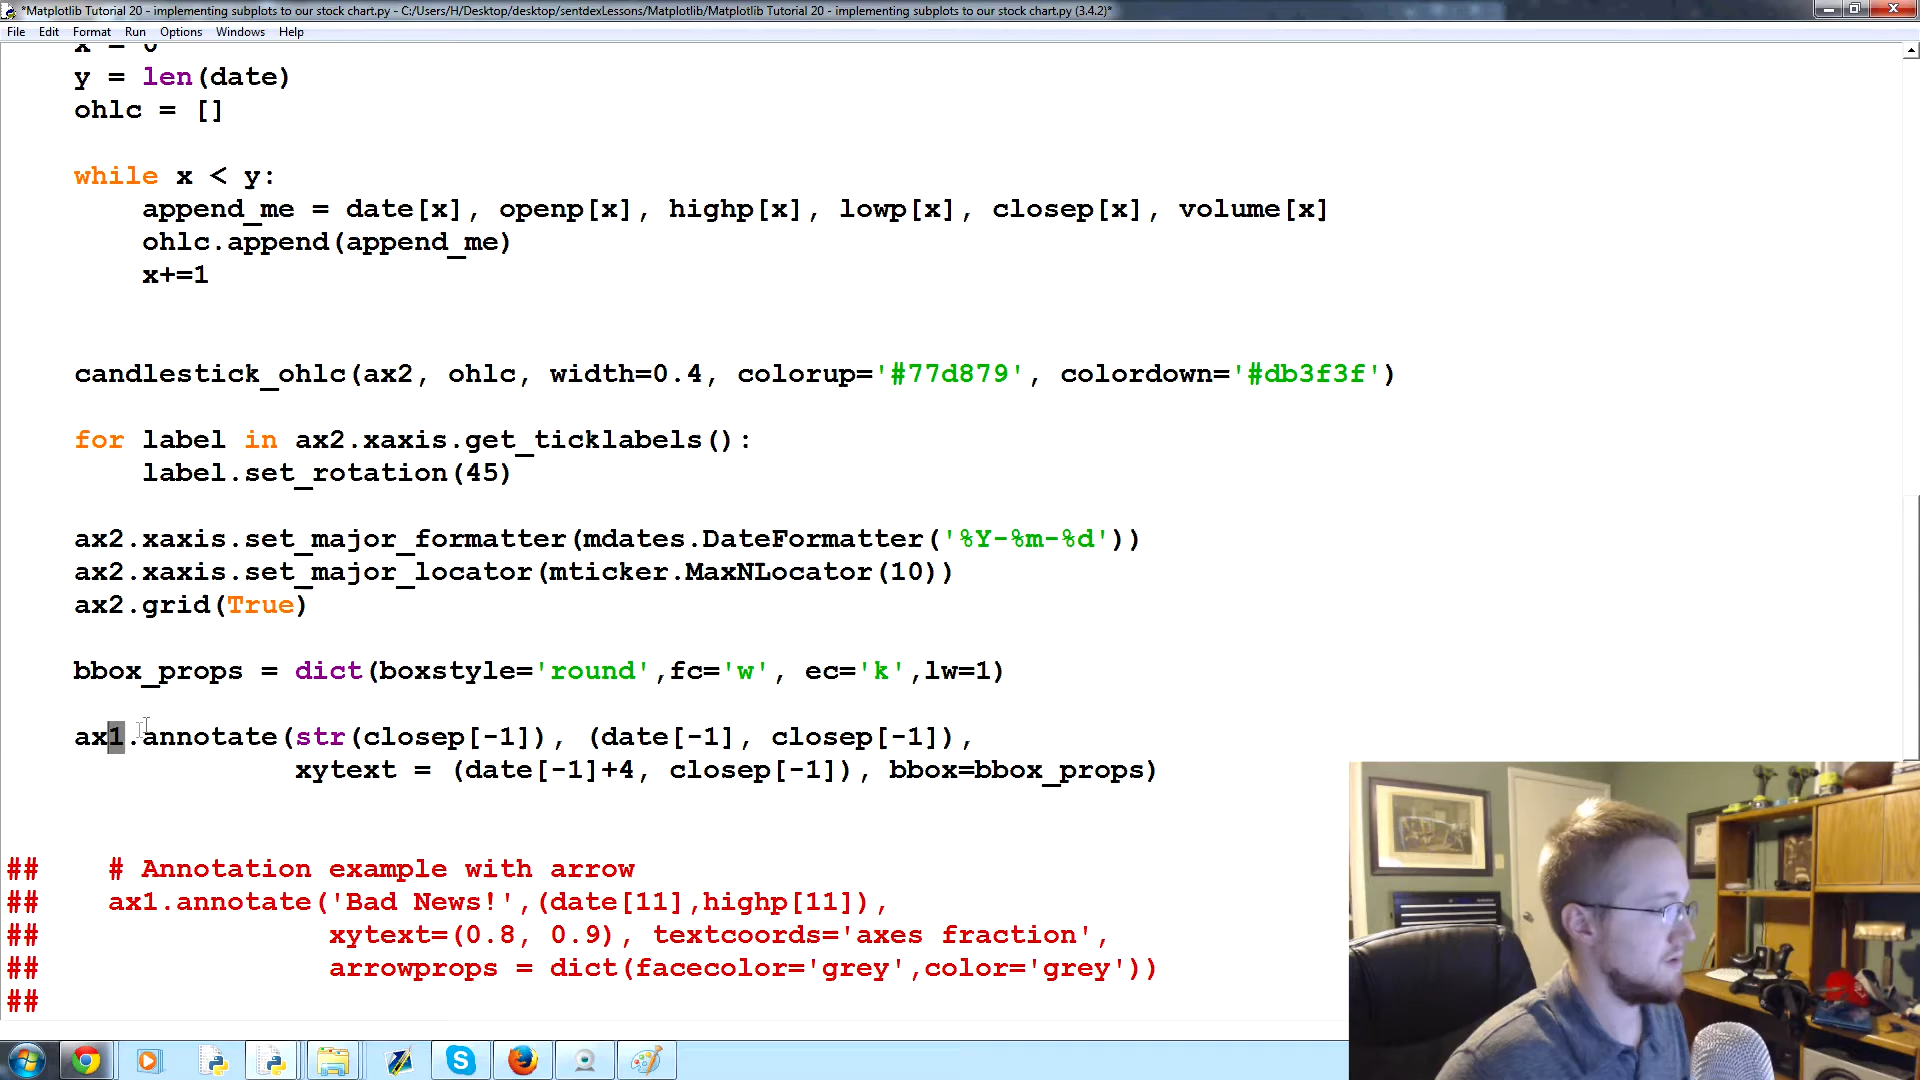 *Matplotlib Tutorial 20 - implementing subplots to our stock chart.py - C:/Users/H/Desktop/desktop/sentdexLessons/Matplotlib/Matplotlib Tutorial 20 - implementing subplots to our stock chart.py (3.4.2)*
File Edit Format Run Options Windows Help
x = 0
y = len(date)
ohlc = []
while x < y:
append_me = date[x], openp[x], highp[x], lowp[x], closep[x], volume[x]
ohlc.append(append_me)
x+=1
candlestick_ohlc(ax2, ohlc, width=0.4, colorup='#77d879', colordown='#db3f3f')
for label in ax2.xaxis.get_ticklabels():
label.set_rotation(45)
ax2.xaxis.set_major_formatter(mdates.DateFormatter('%Y-%m-%d'))
ax2.xaxis.set_major_locator(mticker.MaxNLocator(10))
ax2.grid(True)
bbox_props = dict(boxstyle='round',fc='w', ec='k',lw=1)
ax1.annotate(str(closep[-1]), (date[-1], closep[-1]),
xytext = (date[-1]+4, closep[-1]), bbox=bbox_props)
## # Annotation example with arrow
## ax1.annotate('Bad News!',(date[11],highp[11]),
## xytext=(0.8, 0.9), textcoords='axes fraction',
## arrowprops = dict(facecolor='grey',color='grey'))
##